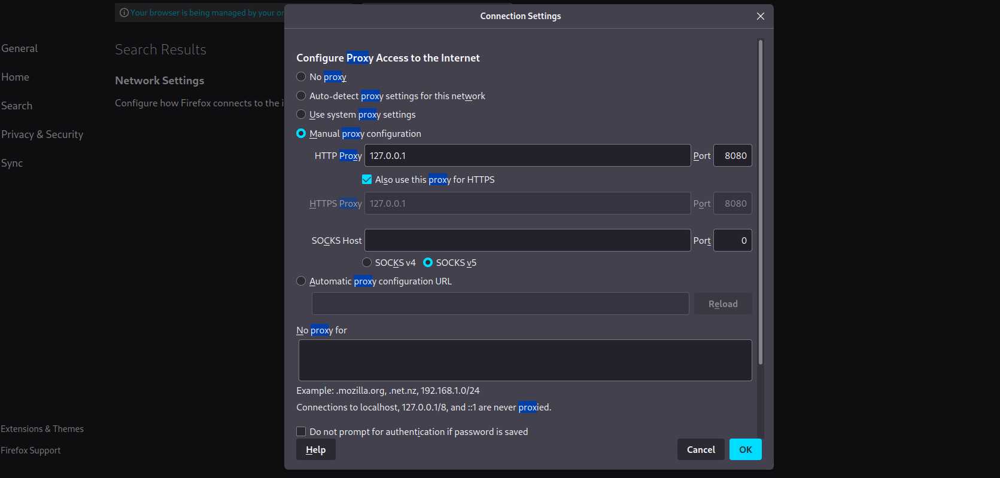 Your browser is being managed by your or
General
Home
Search
Privacy & Security
Sync
Extensions & Themes
Firefox Support
Search Results
Network Settings
Configure how Firefox connects to the i
Connection Settings
Configure Proxy Access to the Internet
No proxy
Auto-detect proxy settings for this network
Use system proxy settings
Manual proxy configuration
HTTP Proxy 127.0.0.1 Port 8080
Also use this proxy for HTTPS
HTTPS Proxy 127.0.0.1 Port 8080
SOCKS Host Port 0
SOCKS v4 SOCKS v5
Automatic proxy configuration URL
Reload
No proxy for
Example: .mozilla.org, .net.nz, 192.168.1.0/24
Connections to localhost, 127.0.0.1/8, and ::1 are never proxied.
Do not prompt for authentication if password is saved
Help Cancel OK